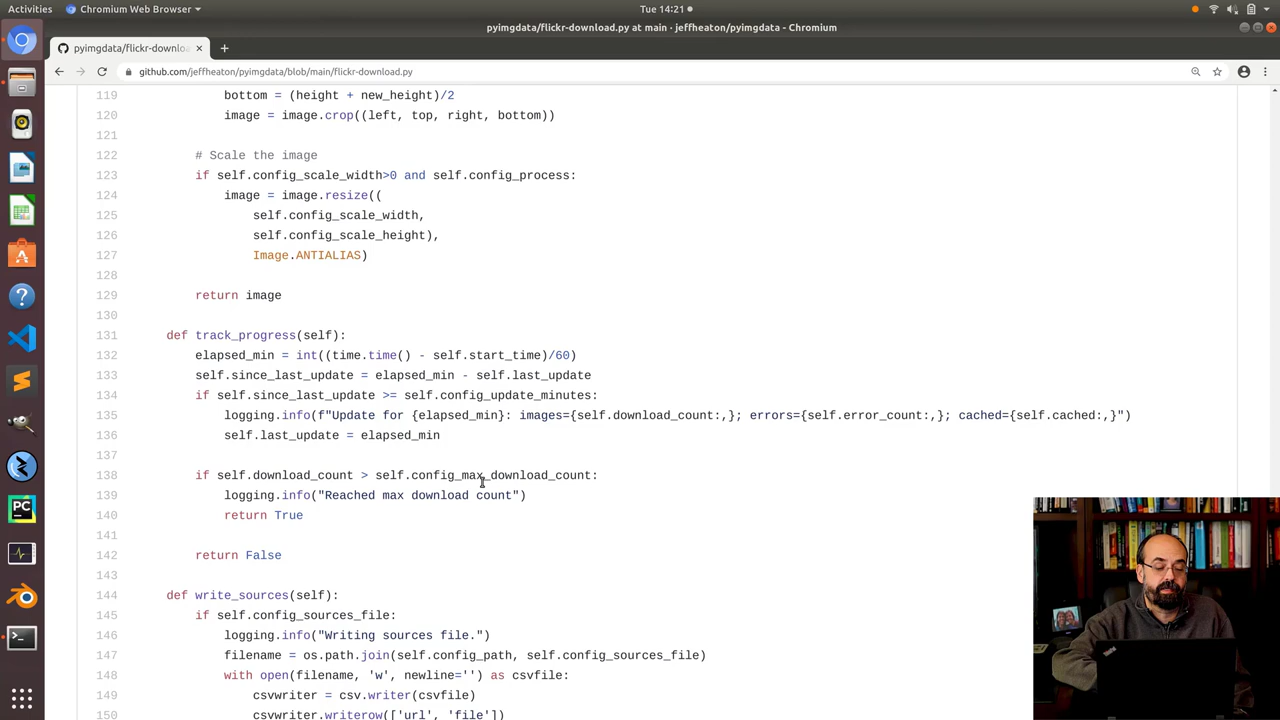 Activities
Chromium Web Browser
Tue 14:21
pyimgdata/flickr-download.py at main · jeffheaton/pyimgdata - Chromium
pyimgdata/flickr-downloa
github.com/jeffheaton/pyimgdata/blob/main/flickr-download.py
119 bottom = (height + new_height)/2
120 image = image.crop((left, top, right, bottom))
121
122 # Scale the image
123 if self.config_scale_width>0 and self.config_process:
124 image = image.resize((
125 self.config_scale_width,
126 self.config_scale_height),
127 Image.ANTIALIAS)
128
129 return image
130
131 def track_progress(self):
132 elapsed_min = int((time.time() - self.start_time)/60)
133 self.since_last_update = elapsed_min - self.last_update
134 if self.since_last_update >= self.config_update_minutes:
135 logging.info(f"Update for {elapsed_min}: images={self.download_count:,}; errors={self.error_count:,}; cached={self.cached:,}")
136 self.last_update = elapsed_min
137
138 if self.download_count > self.config_max_download_count:
139 logging.info("Reached max download count")
140 return True
141
142 return False
143
144 def write_sources(self):
145 if self.config_sources_file:
146 logging.info("Writing sources file.")
147 filename = os.path.join(self.config_path, self.config_sources_file)
148 with open(filename, 'w', newline='') as csvfile:
149 csvwriter = csv.writer(csvfile)
150 csvwriter.writerow(['url', 'file'])